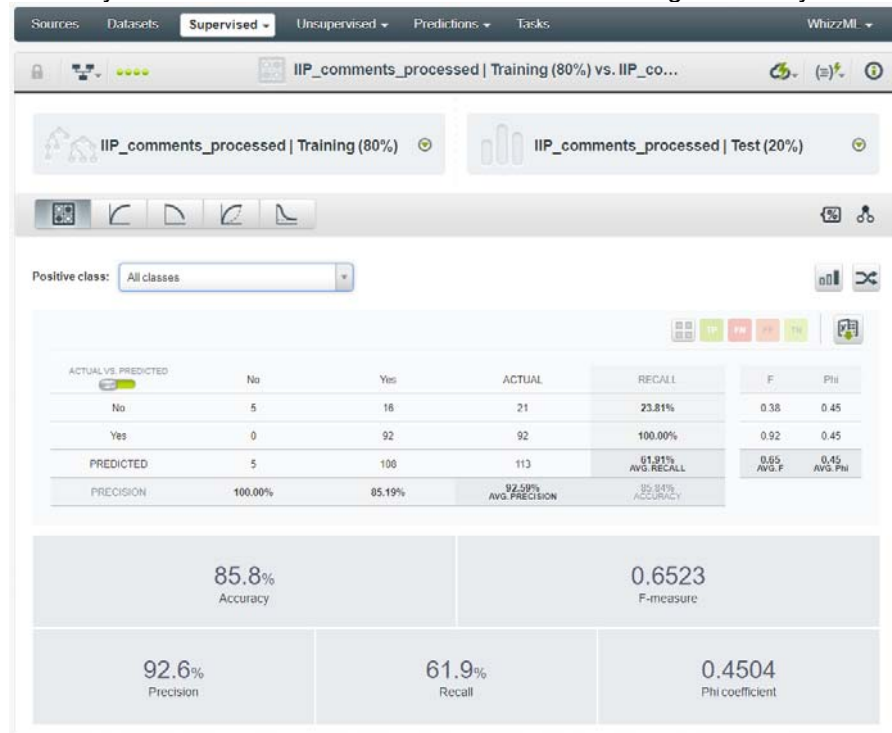 Sources Datasets Supervised Unsupervised Predictions Tasks WhizzML
IIP_comments_processed | Training (80%) vs. IIP_co...
IIP_comments_processed | Training (80%) IIP_comments_processed | Test (20%)
Positive class: All classes
TP FN FP TN
ACTUAL VS. PREDICTED No Yes ACTUAL RECALL F Phi
No 5 16 21 23.81% 0.38 0.45
Yes 0 92 92 100.00% 0.92 0.45
PREDICTED 5 108 113 61.91% AVG. RECALL 0.65 AVG. F 0.45 AVG. Phi
PRECISION 100.00% 85.19% 92.59% AVG. PRECISION 85.84% ACCURACY
85.8% 0.6523
Accuracy F-measure
92.6% 61.9% 0.4504
Precision Recall Phi coefficient